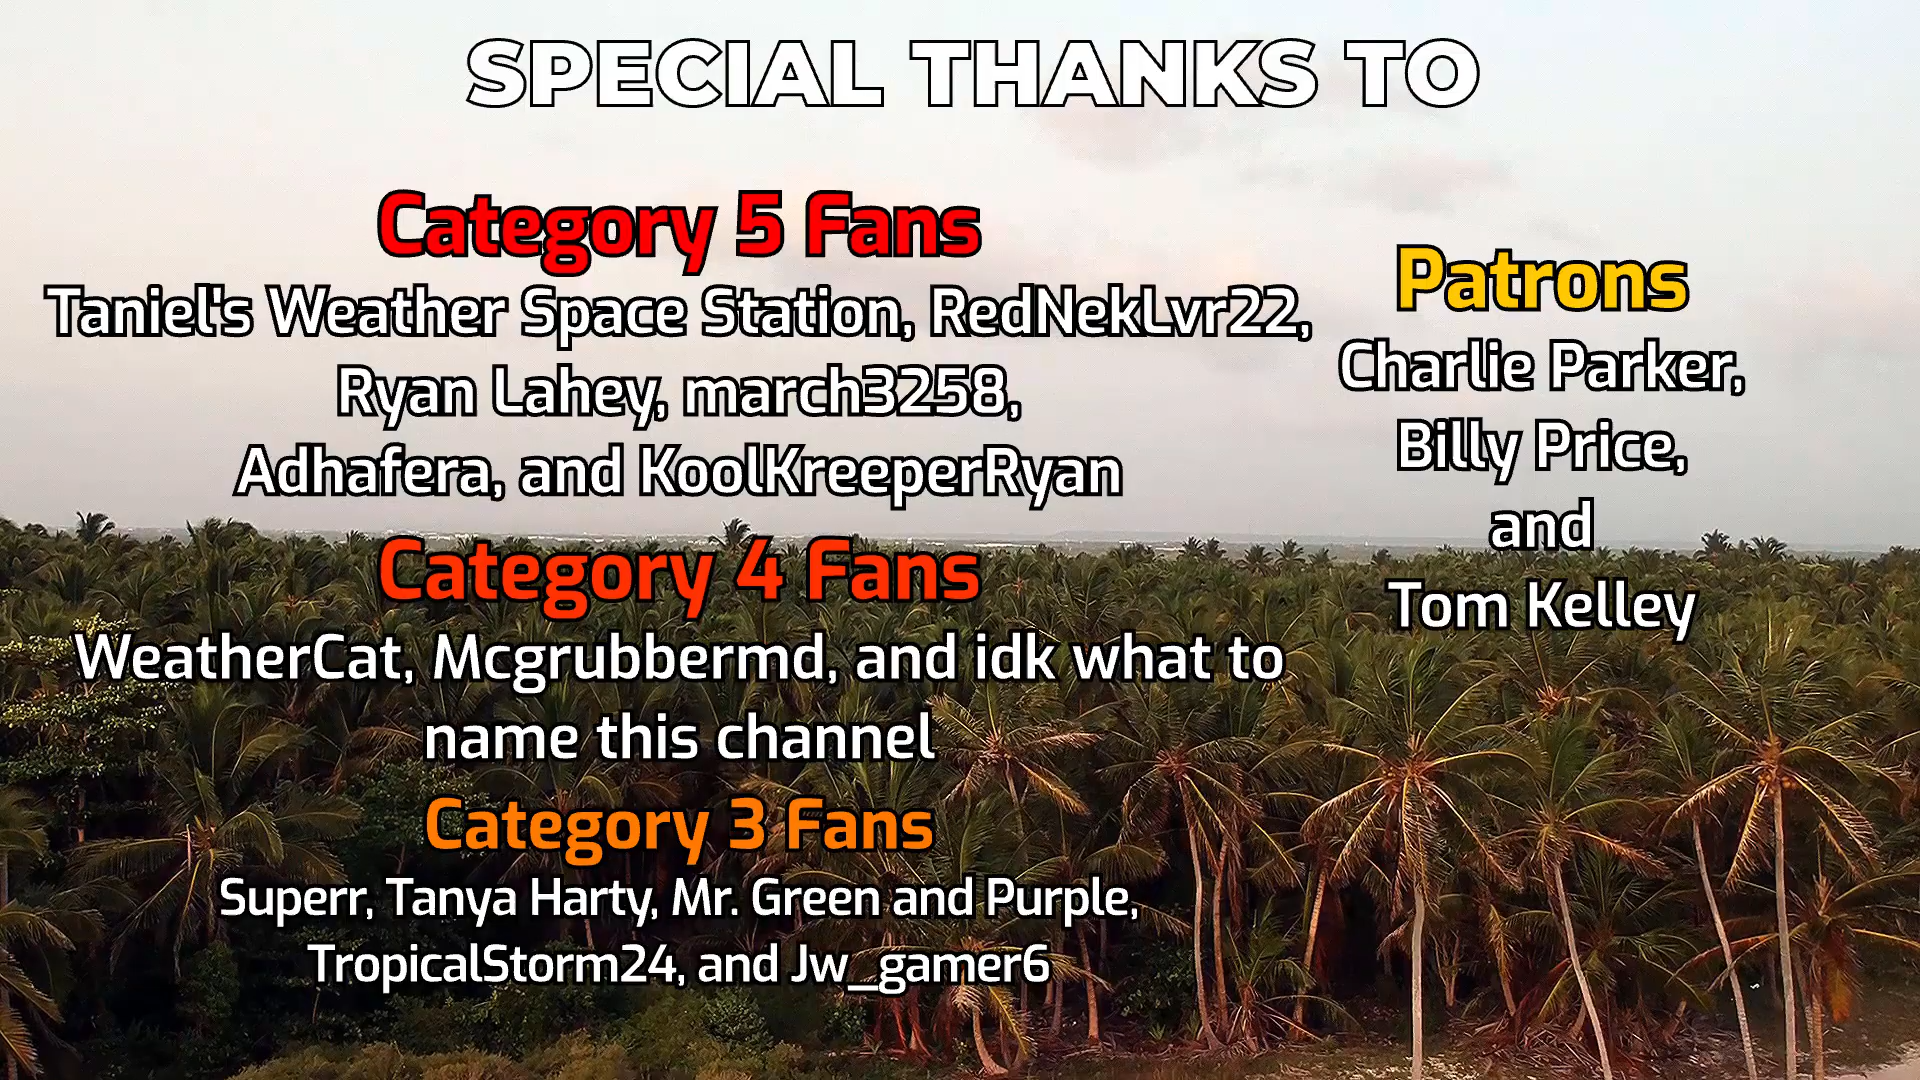 SPECIAL THANKS TO
Category 5 Fans
Taniel's Weather Space Station, RedNekLvr22,
Ryan Lahey, march3258,
Adhafera, and KoolKreeperRyan
Category 4 Fans
WeatherCat, Mcgrubbermd, and idk what to
name this channel
Category 3 Fans
Superr, Tanya Harty, Mr. Green and Purple,
TropicalStorm24, and Jw_gamer6
Patrons
Charlie Parker,
Billy Price,
and
Tom Kelley